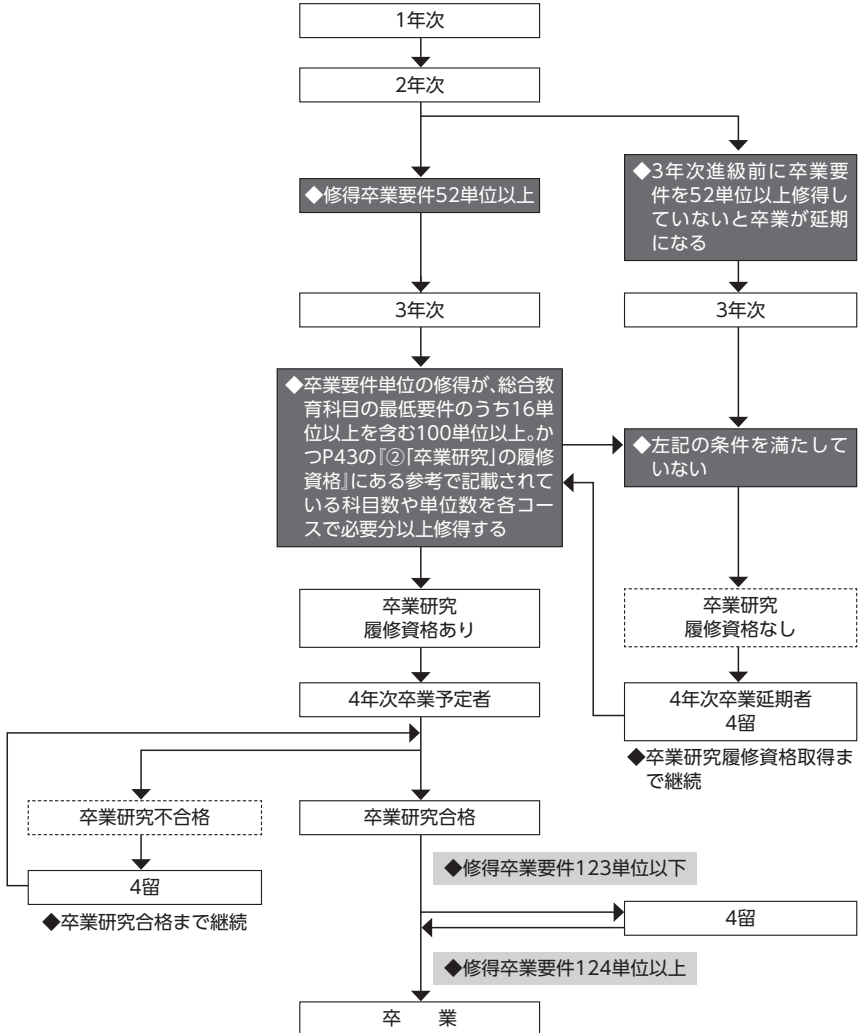 1年次
2年次
◆修得卒業要件52単位以上
◆3年次進級前に卒業要
件を52単位以上修得し
ていないと卒業が延期
になる
3年次
3年次
◆卒業要件単位の修得が、総合教
育科目の最低要件のうち16単
位以上を含む100単位以上。か
つP43の『②「卒業研究」の履修
資格』にある参考で記載されて
いる科目数や単位数を各コー
スで必要分以上修得する
◆左記の条件を満たして
いない
卒業研究
履修資格あり
卒業研究
履修資格なし
4年次卒業予定者
4年次卒業延期者
4留
◆卒業研究履修資格取得ま
で継続
卒業研究不合格
卒業研究合格
4留
◆卒業研究合格まで継続
◆修得卒業要件123単位以下
4留
◆修得卒業要件124単位以上
卒　業